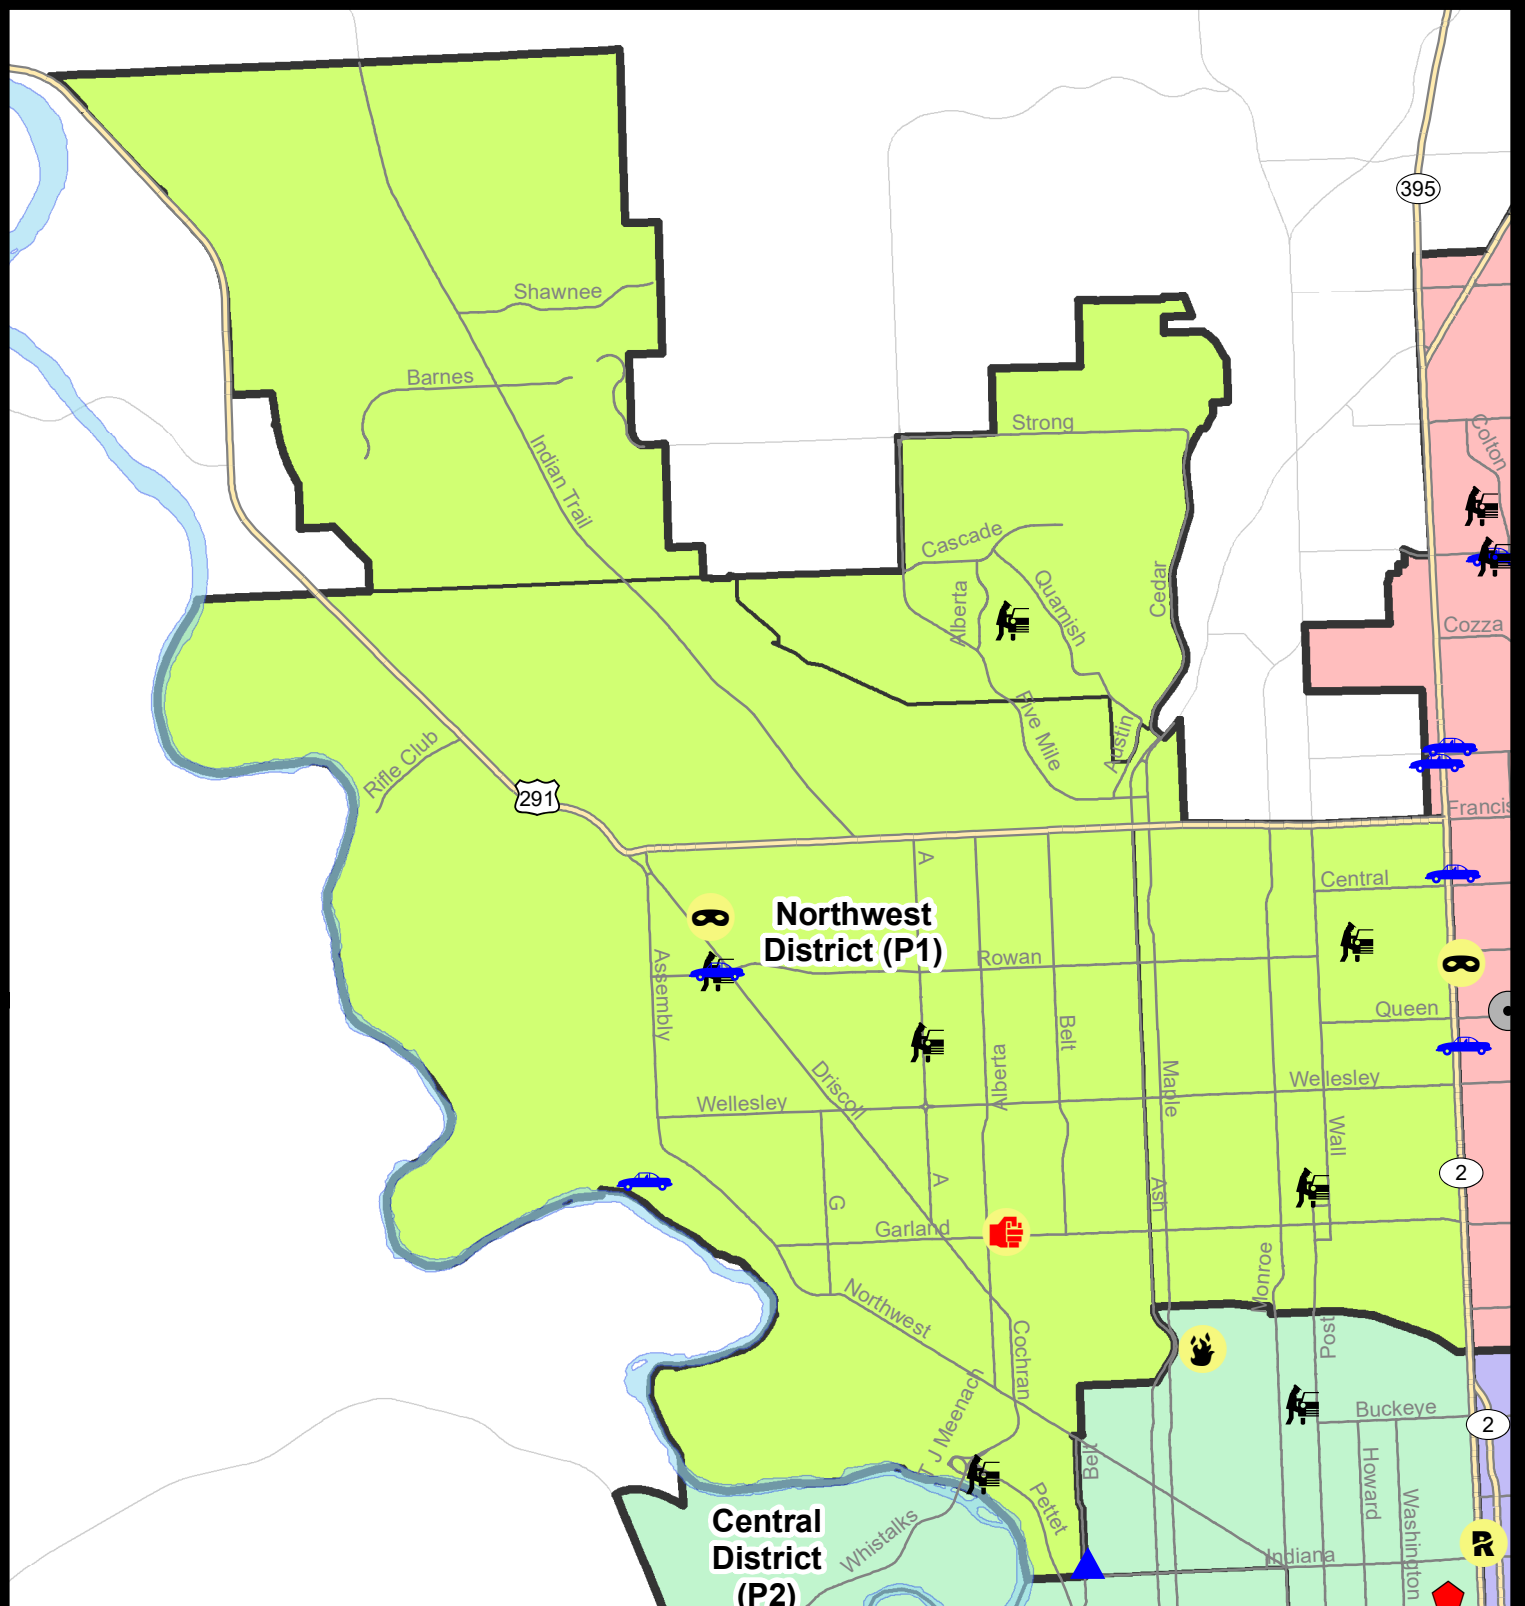 395
Shawnee
Barnes
Strong
Colton
Indian Trail
Cascade
Alberta
Quamish
Cedar
Cozza
Five Mile
Austin
Rifle Club
291
Francis
A
Central
Northwest
District (P1)
Assembly
Rowan
Queen
Belt
Alberta
Driscoll
Maple
Wellesley
Wellesley
Wall
2
A
G
Ash
Garland
Monroe
Northwest
Cochran
Post
T J Meenach
Buckeye
2
Belt
Howard
Washington
Pettet
Central
District
(P2)
Whistalks
R
Indiana